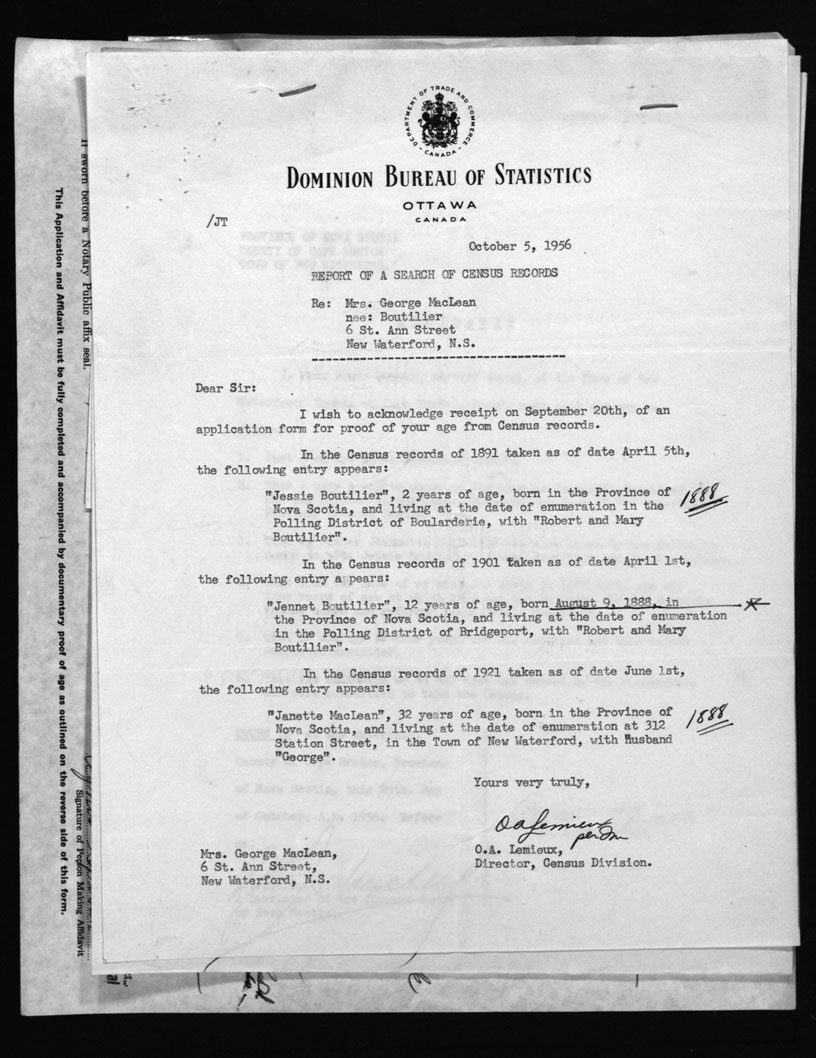 DEPARTMENT OF TRADE AND COMMERCE
- CANADA -
DOMINION BUREAU OF STATISTICS
OTTAWA
CANADA
/JT
October 5, 1956
REPORT OF A SEARCH OF CENSUS RECORDS
Re: Mrs. George MacLean
nee: Boutilier
6 St. Ann Street
New Waterford, N.S.
--------------------------------------
Dear Sir:
I wish to acknowledge receipt on September 20th, of an
application form for proof of your age from Census records.
In the Census records of 1891 taken as of date April 5th,
the following entry appears:
"Jessie Boutilier", 2 years of age, born in the Province of
Nova Scotia, and living at the date of enumeration in the
Polling District of Boularderie, with "Robert and Mary
Boutilier".
1888
In the Census records of 1901 taken as of date April 1st,
the following entry appears:
"Jennet Boutilier", 12 years of age, born August 9, 1888, in
the Province of Nova Scotia, and living at the date of enumeration
in the Polling District of Bridgeport, with "Robert and Mary
Boutilier".
In the Census records of 1921 taken as of date June 1st,
the following entry appears:
"Janette MacLean", 32 years of age, born in the Province of
Nova Scotia, and living at the date of enumeration at 312
Station Street, in the Town of New Waterford, with Husband
"George".
1888
Yours very truly,
OALemieux
per
O.A. Lemieux,
Director, Census Division.
Mrs. George MacLean,
6 St. Ann Street,
New Waterford, N.S.
If sworn before a Notary Public affix seal.
This Application and Affidavit must be fully completed and accompanied by documentary proof of age as outlined on the reverse side of this form.
Signature of Person Making Affidavit